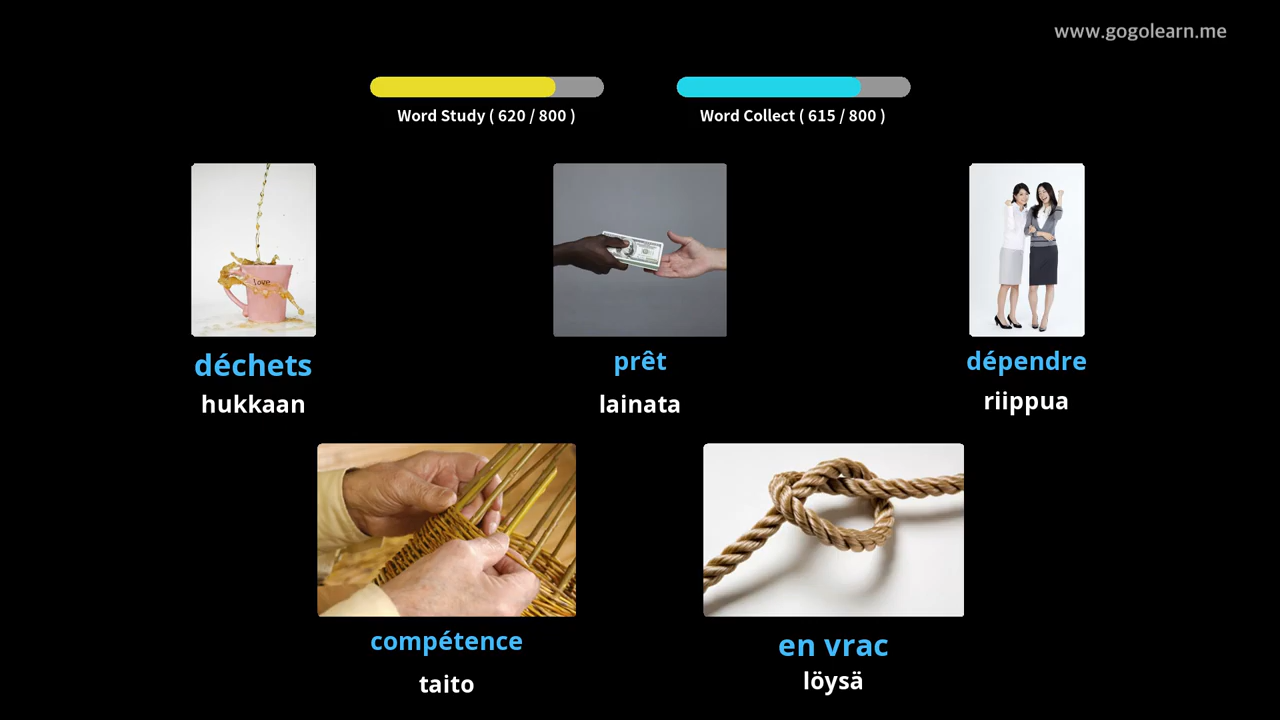 www.gogolearn.me
Word Study ( 620 / 800 )
Word Collect ( 615 / 800 )
love
déchets
hukkaan
prêt
lainata
dépendre
riippua
compétence
taito
en vrac
löysä